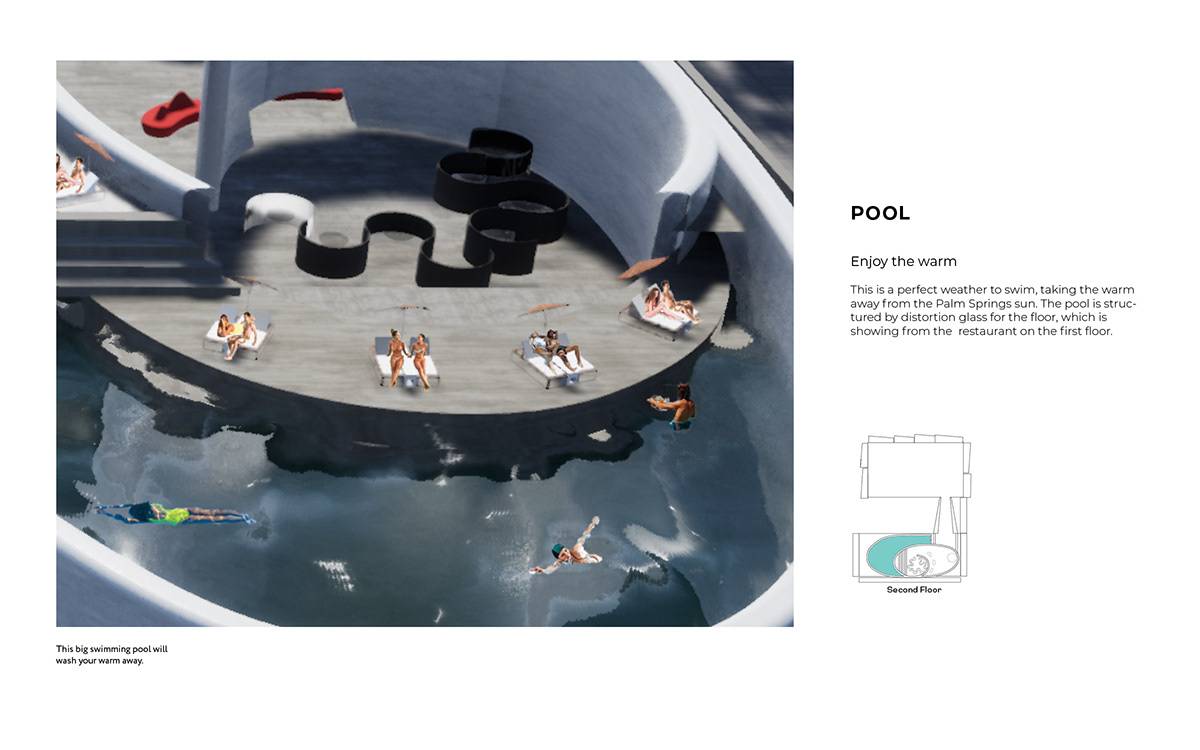 POOL
Enjoy the warm
This is a perfect weather to swim, taking the warm
away from the Palm Springs sun. The pool is struc-
tured by distortion glass for the floor, which is
showing from the  restaurant on the first floor.
Second Floor
This big swimming pool will
wash your warm away.